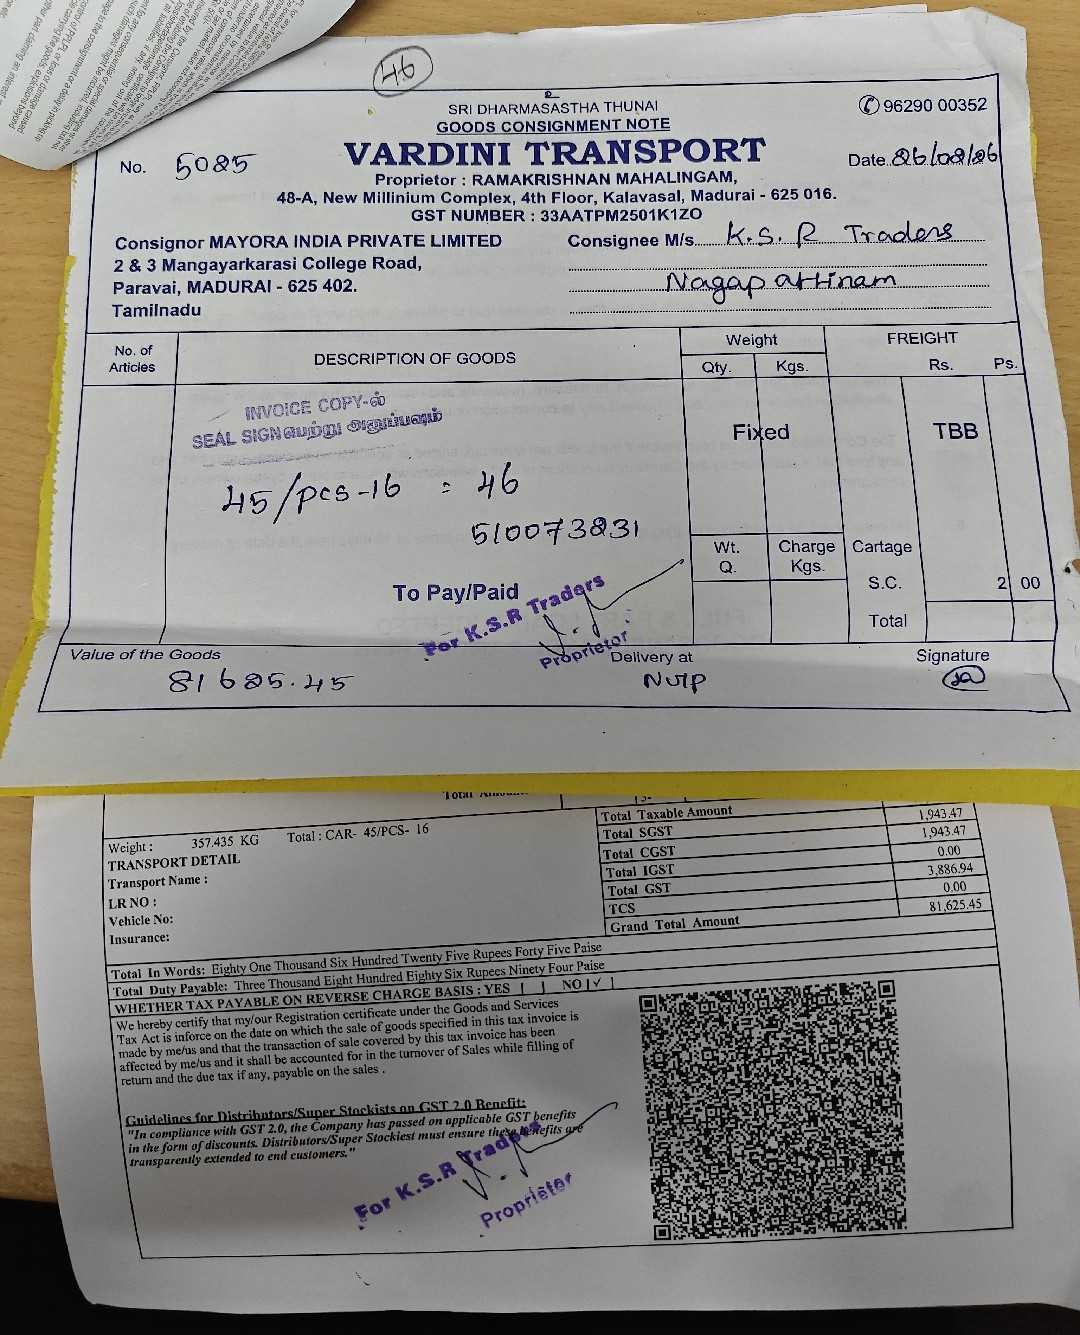 46
SRI DHARMASASTHA THUNAI
GOODS CONSIGNMENT NOTE
✆ 96290 00352
No. 5085
VARDINI TRANSPORT
Date. 26/02/26
Proprietor : RAMAKRISHNAN MAHALINGAM,
48-A, New Millinium Complex, 4th Floor, Kalavasal, Madurai - 625 016.
GST NUMBER : 33AATPM2501K1ZO
Consignor MAYORA INDIA PRIVATE LIMITED
2 & 3 Mangayarkarasi College Road,
Paravai, MADURAI - 625 402.
Tamilnadu
Consignee M/s. K.S.R Traders
Nagapattinam
No. of Articles
DESCRIPTION OF GOODS
Weight
Qty. Kgs.
FREIGHT
Rs. Ps.
INVOICE COPY-ல்
SEAL SIGN பெற்று அனுப்பவும்
Fixed
TBB
45/pcs-16 = 46
510073831
Wt. Q.
Charge Kgs.
Cartage
S.C. 2 00
Total
To Pay/Paid
For K.S.R Traders
Proprietor
Value of the Goods
81625.45
Delivery at
Signature
Weight : 357.435 KG Total : CAR- 45/PCS- 16
TRANSPORT DETAIL
Transport Name :
LR NO :
Vehicle No:
Insurance:
Total Taxable Amount
Total SGST 1,943.47
Total CGST 1,943.47
Total IGST 0.00
Total GST 3,886.94
TCS 0.00
Grand Total Amount 81,625.45
Total In Words: Eighty One Thousand Six Hundred Twenty Five Rupees Forty Five Paise
Total Duty Payable: Three Thousand Eight Hundred Eighty Six Rupees Ninety Four Paise
WHETHER TAX PAYABLE ON REVERSE CHARGE BASIS : YES [ ] NO [✓]
We hereby certify that my/our Registration certificate under the Goods and Services
Tax Act is inforce on the date on which the sale of goods specified in this tax invoice is
made by me/us and that the transaction of sale covered by this tax invoice has been
affected by me/us and it shall be accounted for in the turnover of Sales while filling of
return and the due tax if any, payable on the sales .
Guidelines for Distributors/Super Stockists on GST 2.0 Benefit:
"In compliance with GST 2.0, the Company has passed on applicable GST benefits
in the form of discounts. Distributors/Super Stockiest must ensure these benefits are
transparently extended to end customers."
For K.S.R Traders
Proprietor